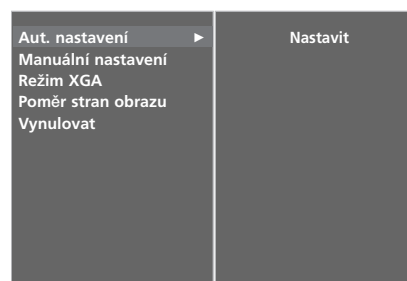 Aut. nastavení ►
Nastavit
Manuální nastavení
Režim XGA
Poměr stran obrazu
Vynulovat